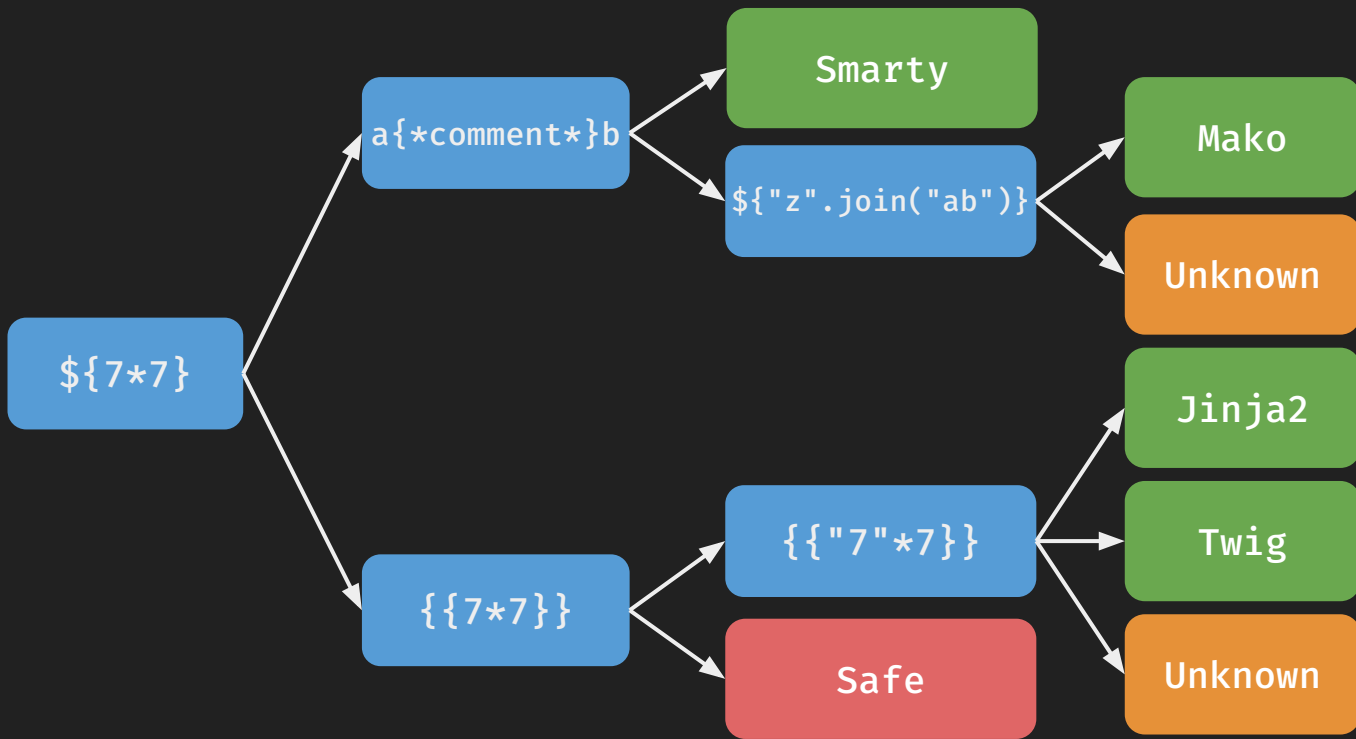 Smarty
a{*comment*}b
Mako
${"z".join("ab")}
Unknown
${7*7}
Jinja2
{{"7"*7}}
Twig
{{7*7}}
Safe
Unknown